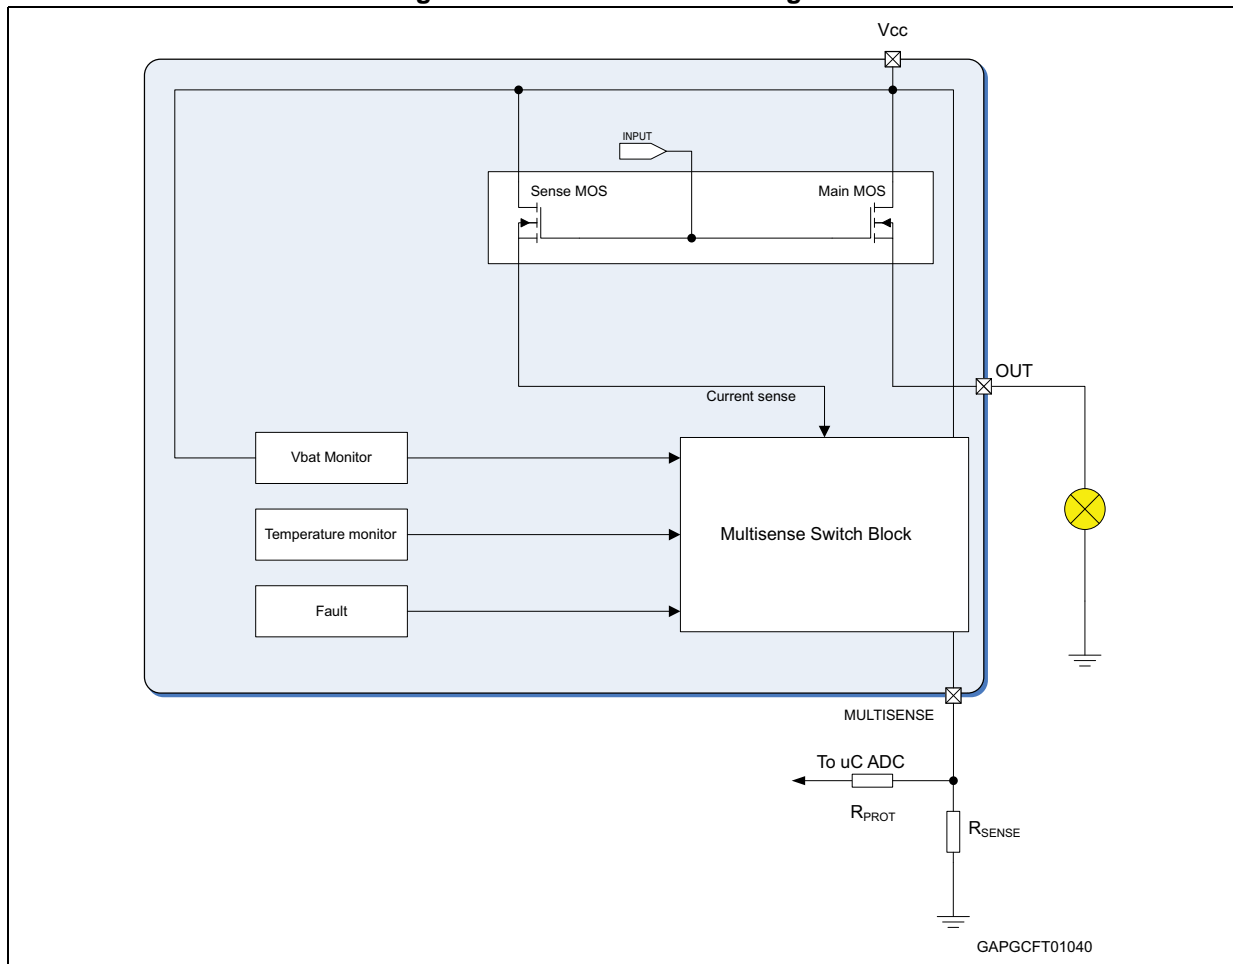 Vcc
INPUT
Sense MOS
Main MOS
OUT
Current sense
Vbat Monitor
Temperature monitor
Multisense Switch Block
Fault
MULTISENSE
To uC ADC
RPROT
RSENSE
GAPGCFT01040